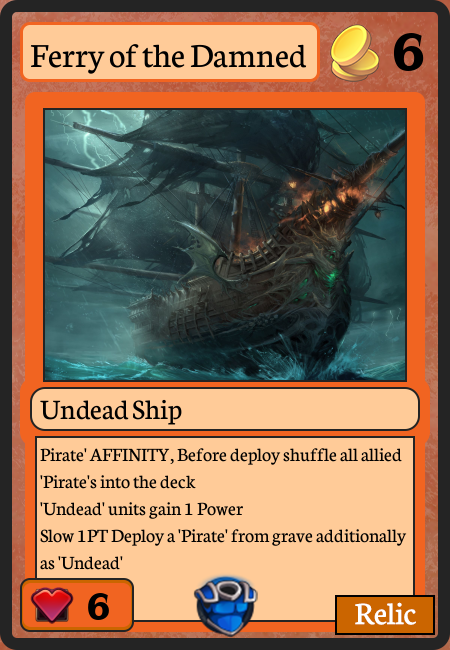 Ferry of the Damned
6
Undead Ship
Pirate' AFFINITY, Before deploy shuffle all allied
'Pirate's into the deck
'Undead' units gain 1 Power
Slow 1PT Deploy a 'Pirate' from grave additionally
as 'Undead'
6
Relic